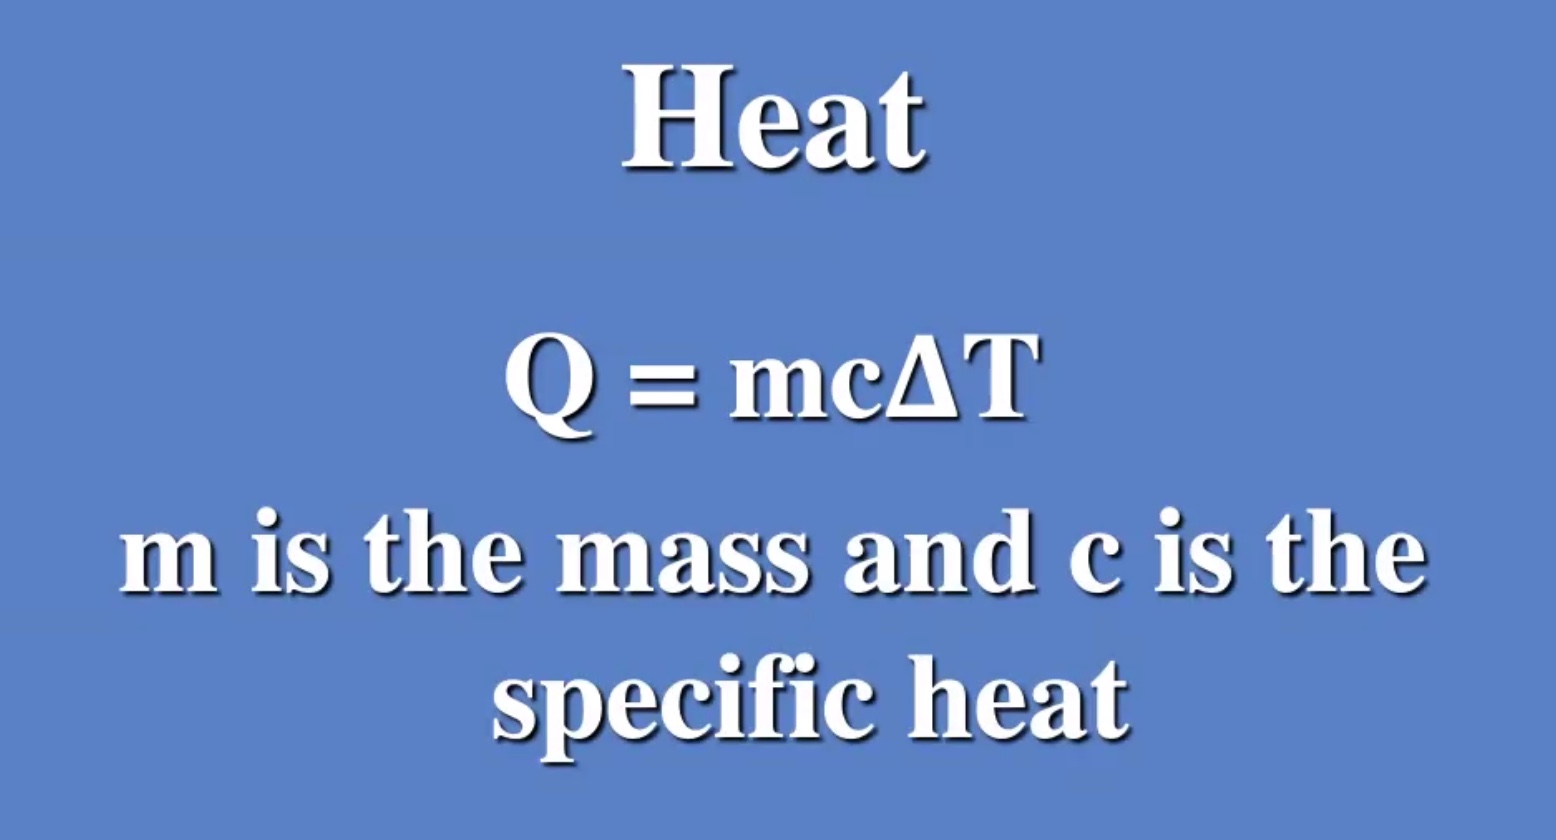 Heat
Q = mcΔT
m is the mass and c is the
specific heat